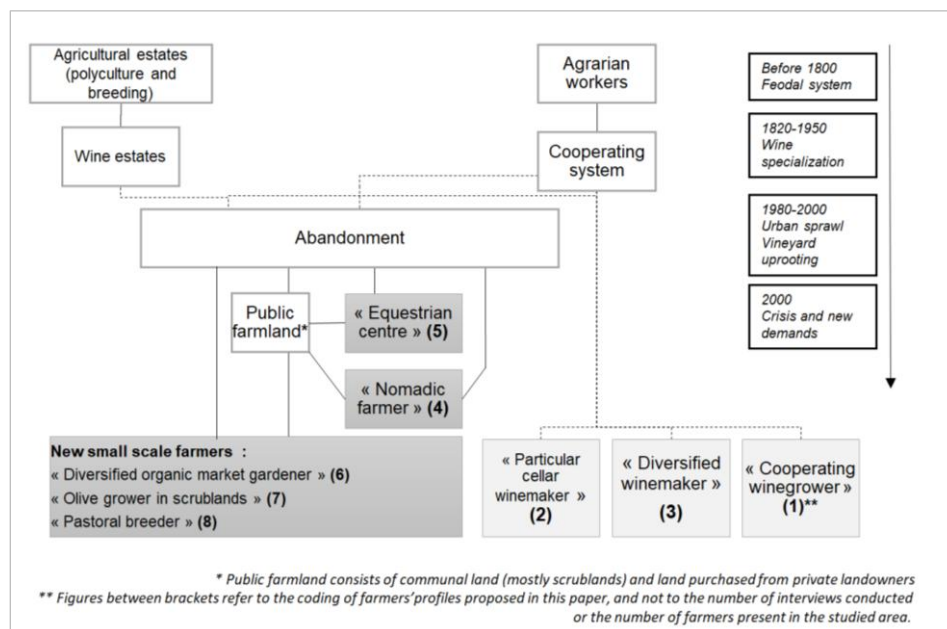 Agricultural estates
(polyculture and
breeding)
Agrarian
workers
Before 1800
Feodal system
Wine estates
Cooperating
system
1820-1950
Wine
specialization
Abandonment
1980-2000
Urban sprawl
Vineyard
uprooting
Public
farmland*
« Equestrian
centre » (5)
2000
Crisis and new
demands
« Nomadic
farmer » (4)
New small scale farmers :
« Diversified organic market gardener » (6)
« Olive grower in scrublands » (7)
« Pastoral breeder » (8)
« Particular
cellar
winemaker »
(2)
« Diversified
winemaker »
(3)
« Cooperating
winegrower »
(1)**
* Public farmland consists of communal land (mostly scrublands) and land purchased from private landowners
** Figures between brackets refer to the coding of farmers'profiles proposed in this paper, and not to the number of interviews conducted
or the number of farmers present in the studied area.